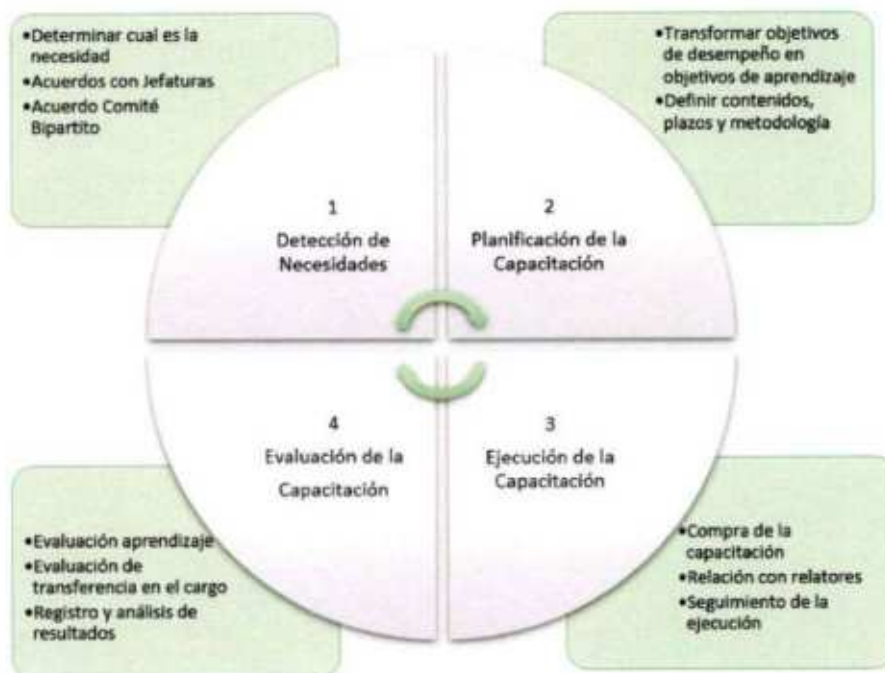 •Determinar cual es la
necesidad
•Acuerdos con Jefaturas
•Acuerdo Comité
Bipartito
•Transformar objetivos
de desempeño en
objetivos de aprendizaje
•Definir contenidos,
plazos y metodología
1
Detección de
Necesidades
2
Planificación de la
Capacitación
4
Evaluación de la
Capacitación
3
Ejecución de la
Capacitación
•Evaluación aprendizaje
•Evaluación de
transferencia en el cargo
•Registro y análisis de
resultados
•Compra de la
capacitación
•Relación con relatores
•Seguimiento de la
ejecución